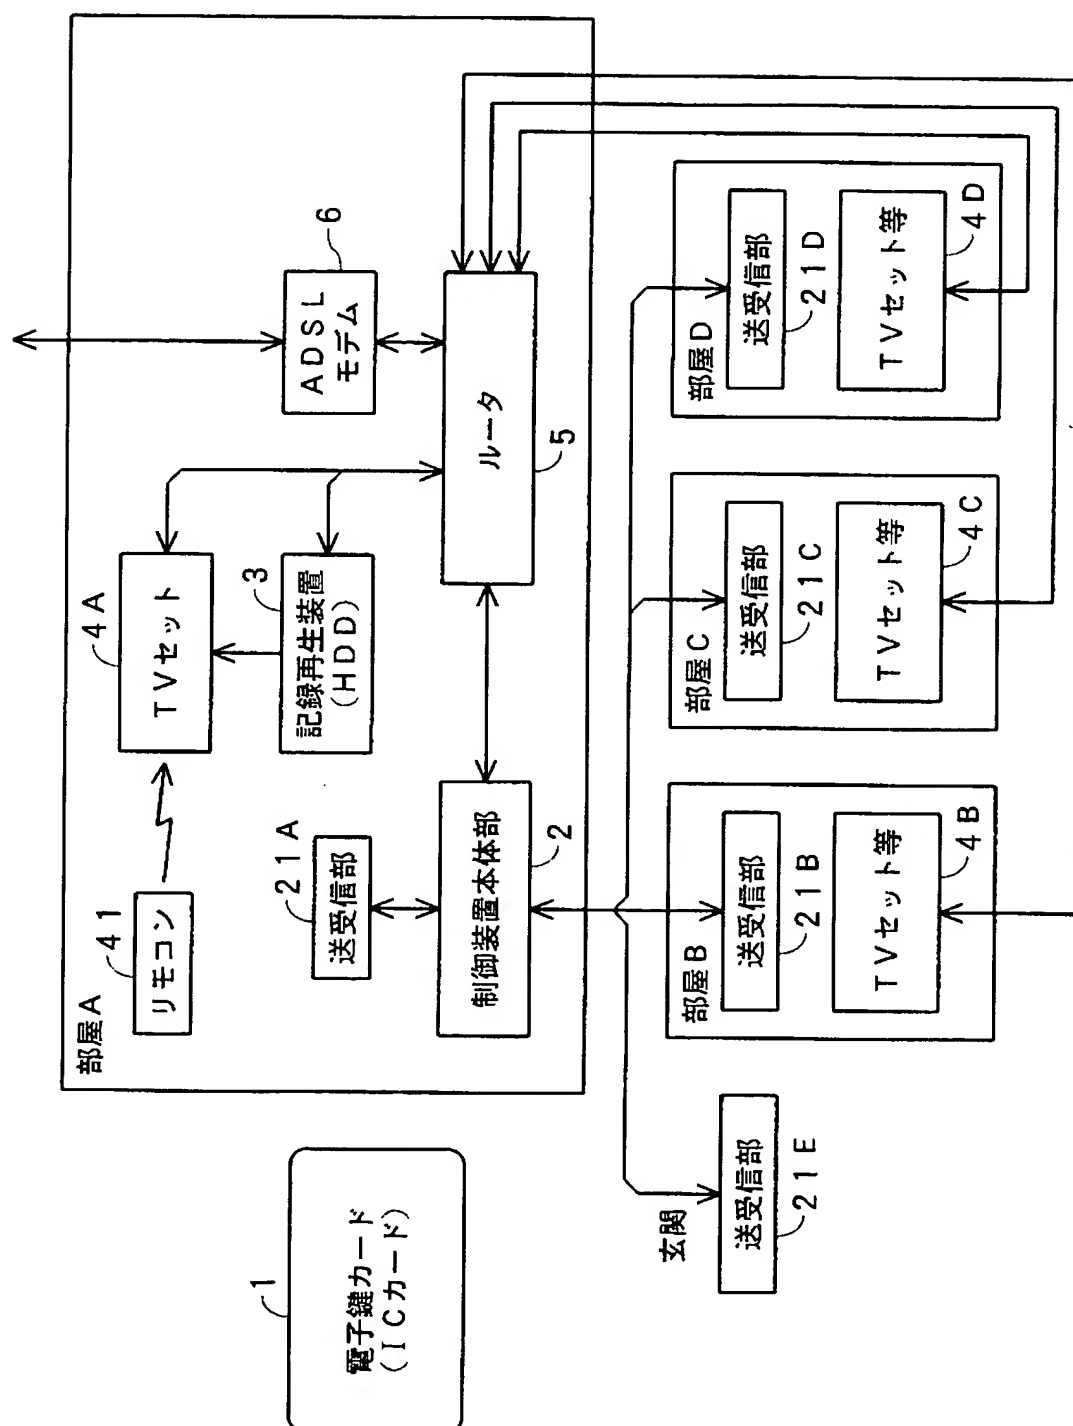 1
電子鍵カード
(ICカード)
部屋A
リモコン
41
TVセット
4A
記録再生装置
(HDD)
3
ADSL
モデム
6
送受信部
21A
制御装置本体部
2
ルータ
5
玄関
送受信部
21E
部屋B
送受信部
21B
TVセット等
4B
部屋C
送受信部
21C
TVセット等
4C
部屋D
送受信部
21D
TVセット等
4D